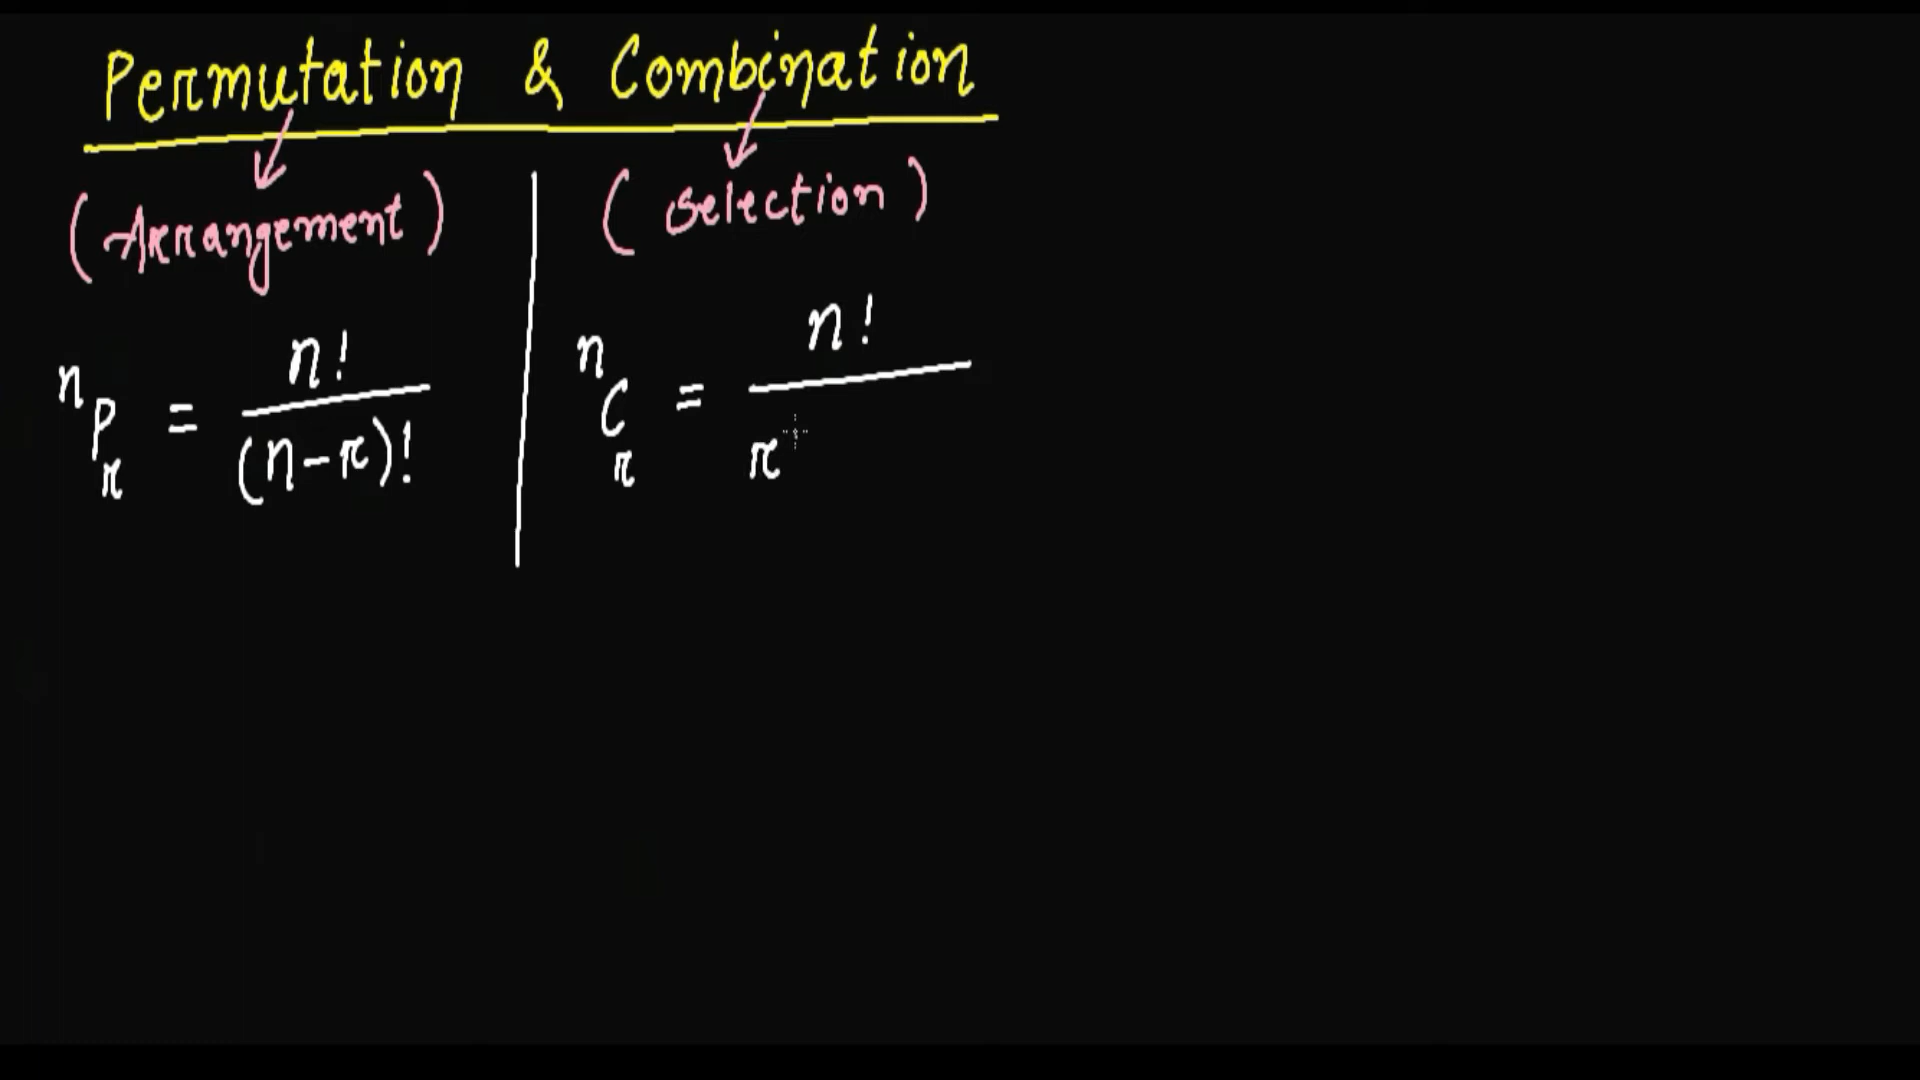 Permutation & Combination
(Arrangement)
(Selection)
nPr = n!/(n-r)!
nCr = n!/r